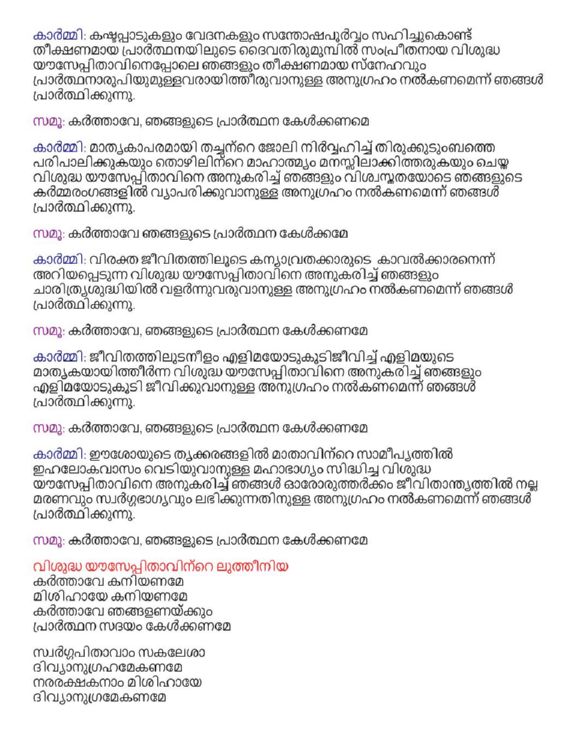 കാർമ്മി: കഷ്ടപ്പാടുകളും വേദനകളും സന്തോഷപൂർവ്വം സഹിച്ചുകൊണ്ട്
തീക്ഷണമായ പ്രാർത്ഥനയിലൂടെ ദൈവതിരുമുമ്പിൽ സംപ്രീതനായ വിശുദ്ധ
യൗസേപ്പിതാവിനെപ്പോലെ ഞങ്ങളും തീക്ഷണമായ സ്നേഹവും
പ്രാർത്ഥനാരൂപിയുമുള്ളവരായിത്തീരുവാനുള്ള അനുഗ്രഹം നൽകണമെന്ന് ഞങ്ങൾ
പ്രാർത്ഥിക്കുന്നു.
സമൂ: കർത്താവേ, ഞങ്ങളുടെ പ്രാർത്ഥന കേൾക്കണമെ
കാർമ്മി: മാതൃകാപരമായി തച്ചന്റെ ജോലി നിർവ്വഹിച്ച് തിരുക്കുടുംബത്തെ
പരിപാലിക്കുകയും തൊഴിലിന്റെ മാഹാത്മ്യം മനസ്സിലാക്കിത്തരുകയും ചെയ്ത
വിശുദ്ധ യൗസേപ്പിതാവിനെ അനുകരിച്ച് ഞങ്ങളും വിശ്വസ്തതയോടെ ഞങ്ങളുടെ
കർമ്മരംഗങ്ങളിൽ വ്യാപരിക്കുവാനുള്ള അനുഗ്രഹം നൽകണമെന്ന് ഞങ്ങൾ
പ്രാർത്ഥിക്കുന്നു.
സമൂ: കർത്താവേ ഞങ്ങളുടെ പ്രാർത്ഥന കേൾക്കമേ
കാർമ്മി: വിരക്ത ജീവിതത്തിലൂടെ കന്യാവ്രതക്കാരുടെ കാവൽക്കാരനെന്ന്
അറിയപ്പെടുന്ന വിശുദ്ധ യൗസേപ്പിതാവിനെ അനുകരിച്ച് ഞങ്ങളും
ചാരിത്ര്യശുദ്ധിയിൽ വളർന്നുവരുവാനുള്ള അനുഗ്രഹം നൽകണമെന്ന് ഞങ്ങൾ
പ്രാർത്ഥിക്കുന്നു.
സമൂ: കർത്താവേ, ഞങ്ങളുടെ പ്രാർത്ഥന കേൾക്കണമേ
കാർമ്മി: ജീവിതത്തിലുടനീളം എളിമയോടുകൂടിജീവിച്ച് എളിമയുടെ
മാതൃകയായിത്തീർന്ന വിശുദ്ധ യൗസേപ്പിതാവിനെ അനുകരിച്ച് ഞങ്ങളും
എളിമയോടുകൂടി ജീവിക്കുവാനുള്ള അനുഗ്രഹം നൽകണമെന്ന് ഞങ്ങൾ
പ്രാർത്ഥിക്കുന്നു.
സമൂ: കർത്താവേ, ഞങ്ങളുടെ പ്രാർത്ഥന കേൾക്കണമേ
കാർമ്മി: ഈശോയുടെ തൃക്കരങ്ങളിൽ മാതാവിന്റെ സാമീപ്യത്തിൽ
ഇഹലോകവാസം വെടിയുവാനുള്ള മഹാഭാഗ്യം സിദ്ധിച്ച വിശുദ്ധ
യൗസേപ്പിതാവിനെ അനുകരിച്ച് ഞങ്ങൾ ഓരോരുത്തർക്കം ജീവിതാന്ത്യത്തിൽ നല്ല
മരണവും സ്വർഗ്ഗഭാഗ്യവും ലഭിക്കുന്നതിനുള്ള അനുഗ്രഹം നൽകണമെന്ന് ഞങ്ങൾ
പ്രാർത്ഥിക്കുന്നു.
സമൂ: കർത്താവേ, ഞങ്ങളുടെ പ്രാർത്ഥന കേൾക്കണമേ
വിശുദ്ധ യൗസേപ്പിതാവിന്റെ ലുത്തീനിയ
കർത്താവേ കനിയണമേ
മിശിഹായേ കനിയണമേ
കർത്താവേ ഞങ്ങളണയ്ക്കും
പ്രാർത്ഥന സദയം കേൾക്കണമേ
സ്വർഗ്ഗപിതാവാം സകലേശാ
ദിവ്യാനുഗ്രഹമേകണമേ
നരരക്ഷകനാം മിശിഹായേ
ദിവ്യാനുഗ്രമേകണമേ